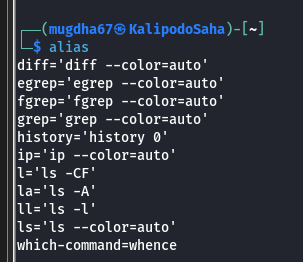 ┌──(mugdha67㉿KalipodoSaha)-[~]
└─$ alias
diff='diff --color=auto'
egrep='egrep --color=auto'
fgrep='fgrep --color=auto'
grep='grep --color=auto'
history='history 0'
ip='ip --color=auto'
l='ls -CF'
la='ls -A'
ll='ls -l'
ls='ls --color=auto'
which-command=whence